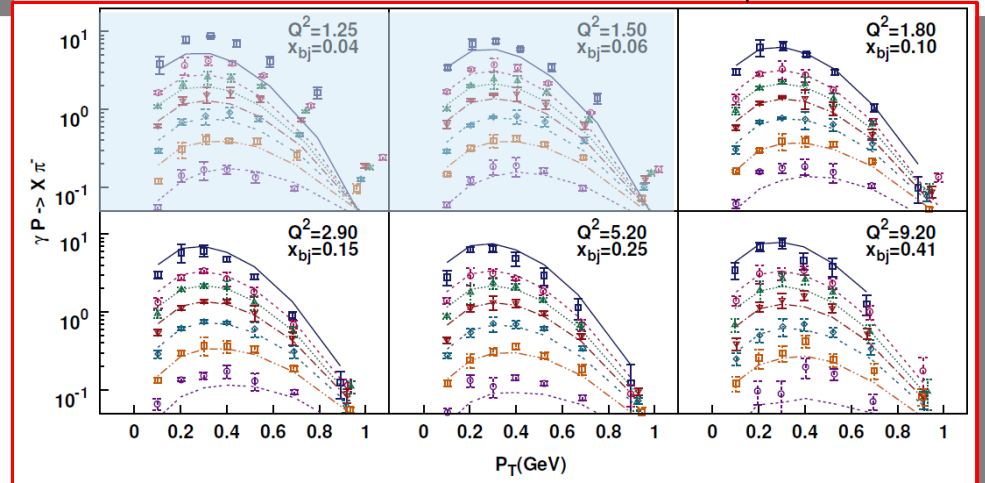 Q²=1.25
x_bj=0.04
Q²=1.50
x_bj=0.06
Q²=1.80
x_bj=0.10
10¹
10⁰
10⁻¹
γ P -> X π⁻
Q²=2.90
x_bj=0.15
Q²=5.20
x_bj=0.25
Q²=9.20
x_bj=0.41
10¹
10⁰
10⁻¹
0 0.2 0.4 0.6 0.8 1 0 0.2 0.4 0.6 0.8 1 0 0.2 0.4 0.6 0.8 1
P_T(GeV)